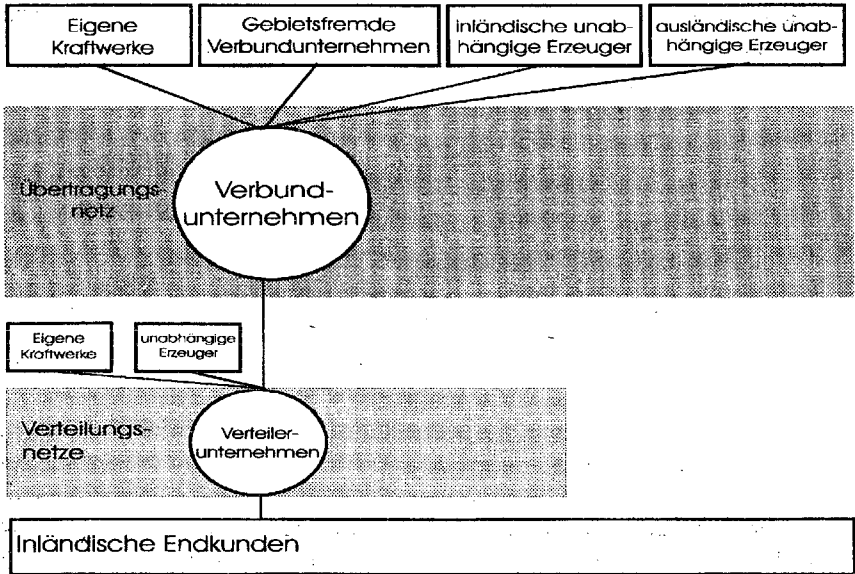 Eigene
Kraftwerke
Gebietsfremde
Verbundunternehmen
inländische unab-
hängige Erzeuger
ausländische unab-
hängige Erzeuger
Übertragungs-
netz
Verbund-
unternehmen
Eigene
Kraftwerke
unabhängige
Erzeuger
Verteilungs-
netze
Verteiler-
unternehmen
Inländische Endkunden